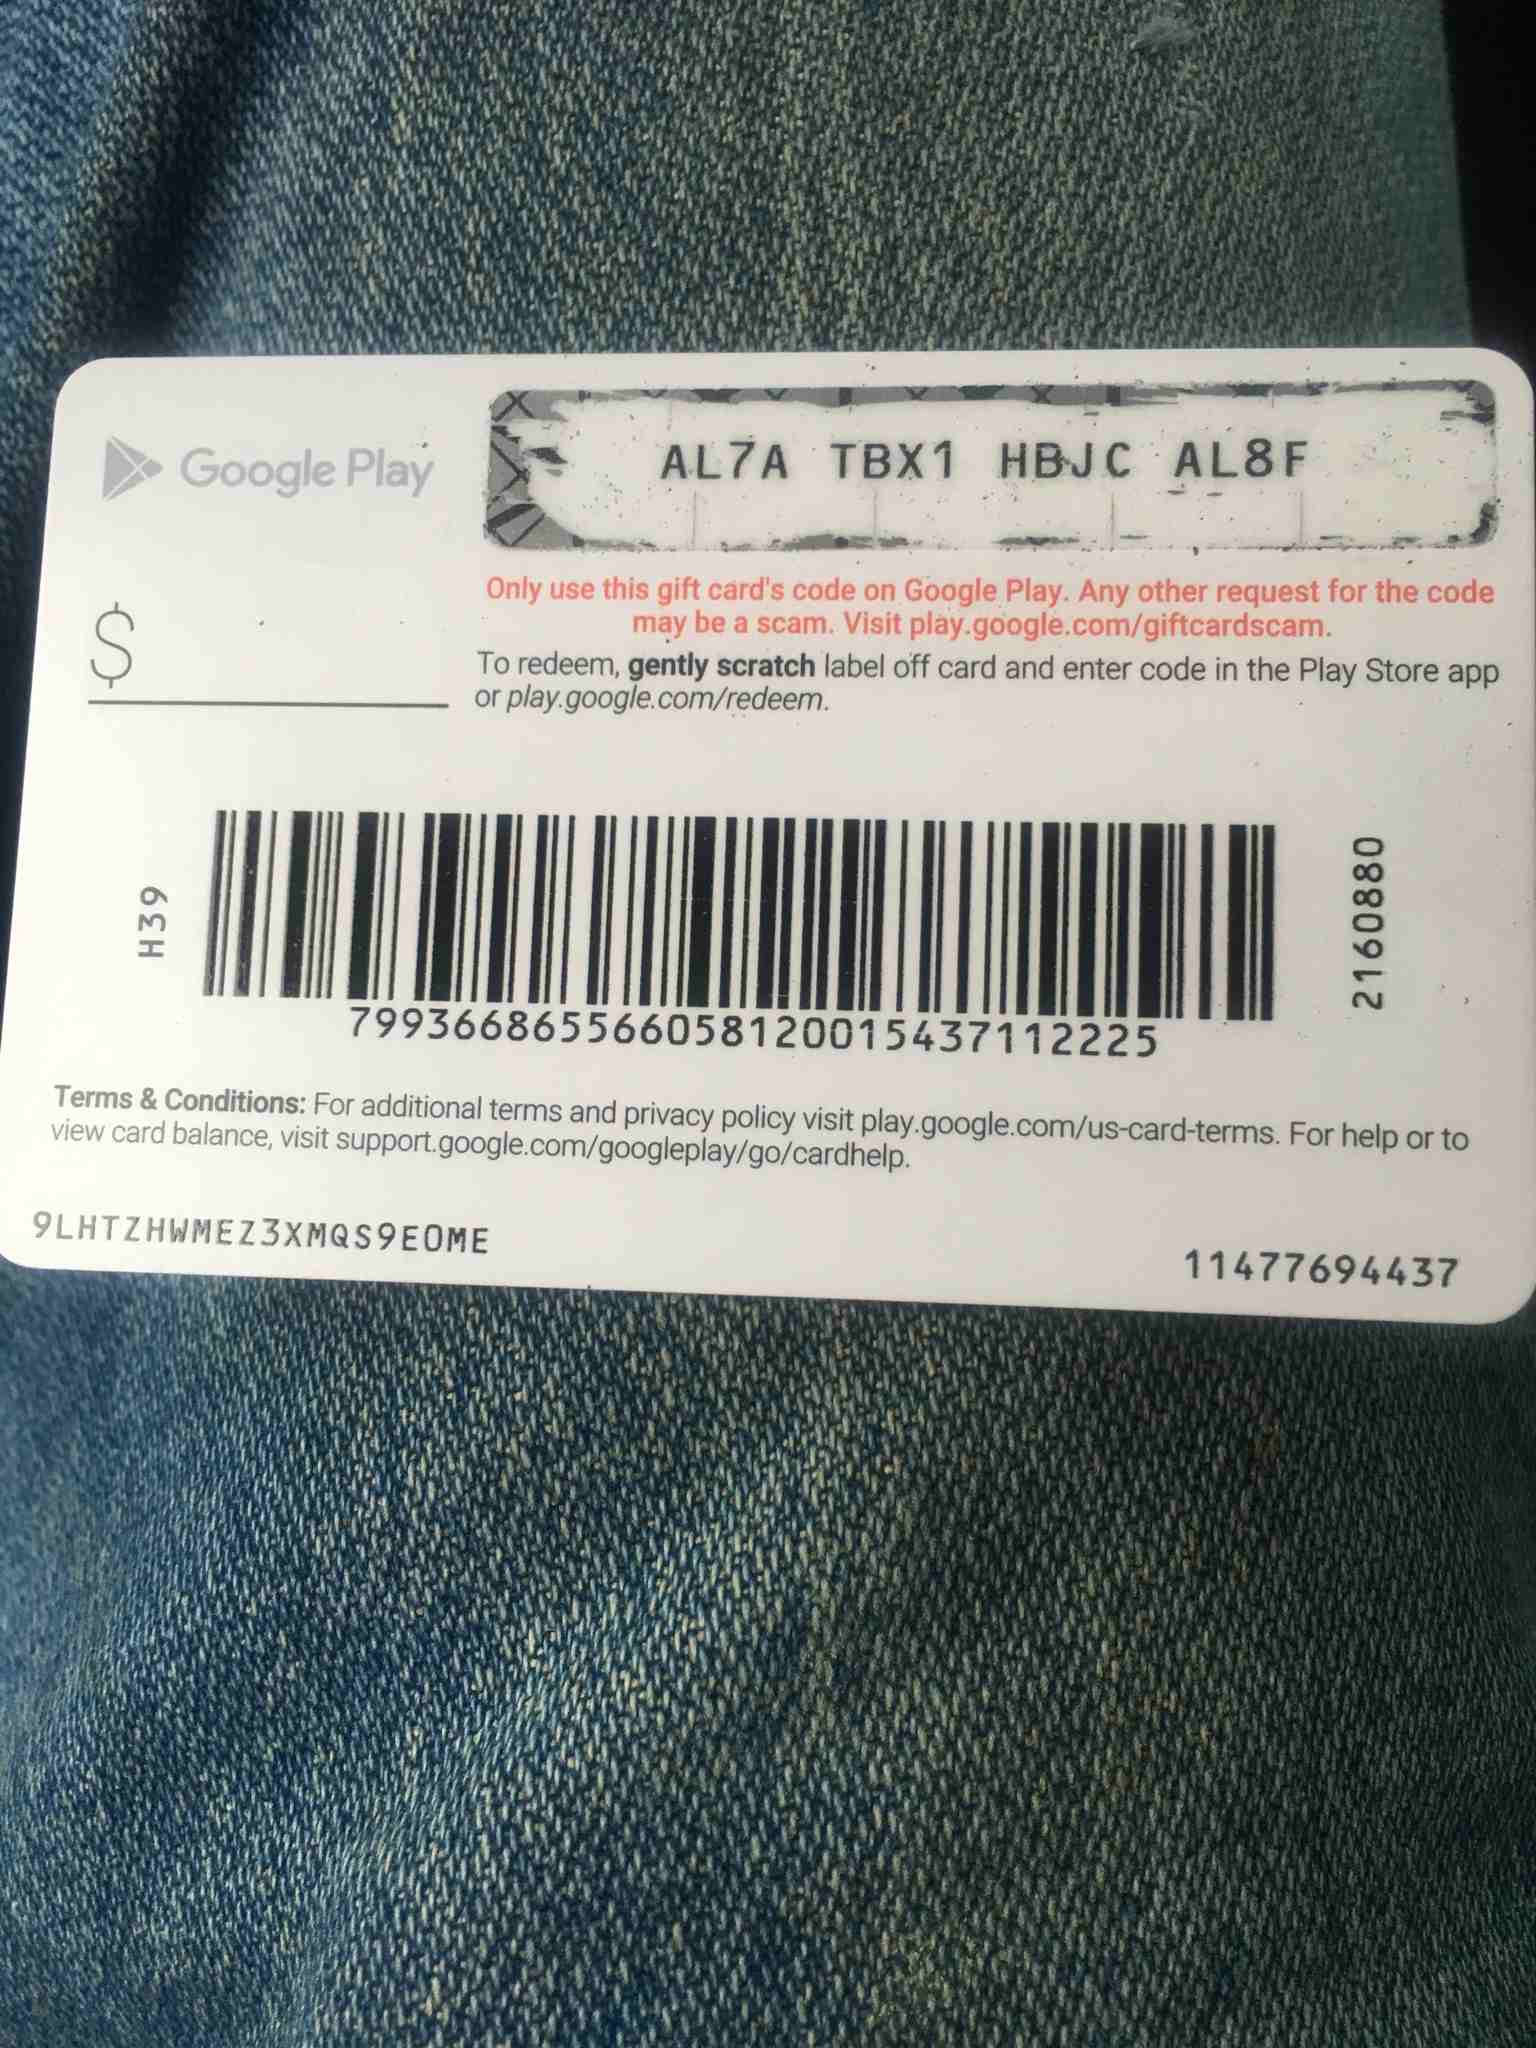 Google Play
AL7A TBX1 HBJC AL8F
Only use this gift card's code on Google Play. Any other request for the code
may be a scam. Visit play.google.com/giftcardscam.
$
To redeem, gently scratch label off card and enter code in the Play Store app
or play.google.com/redeem.
H39
2160880
799366865566058120015437112225
Terms & Conditions: For additional terms and privacy policy visit play.google.com/us-card-terms. For help or to
view card balance, visit support.google.com/googleplay/go/cardhelp.
9LHTZHWMEZ3XMQS9E0ME
11477694437